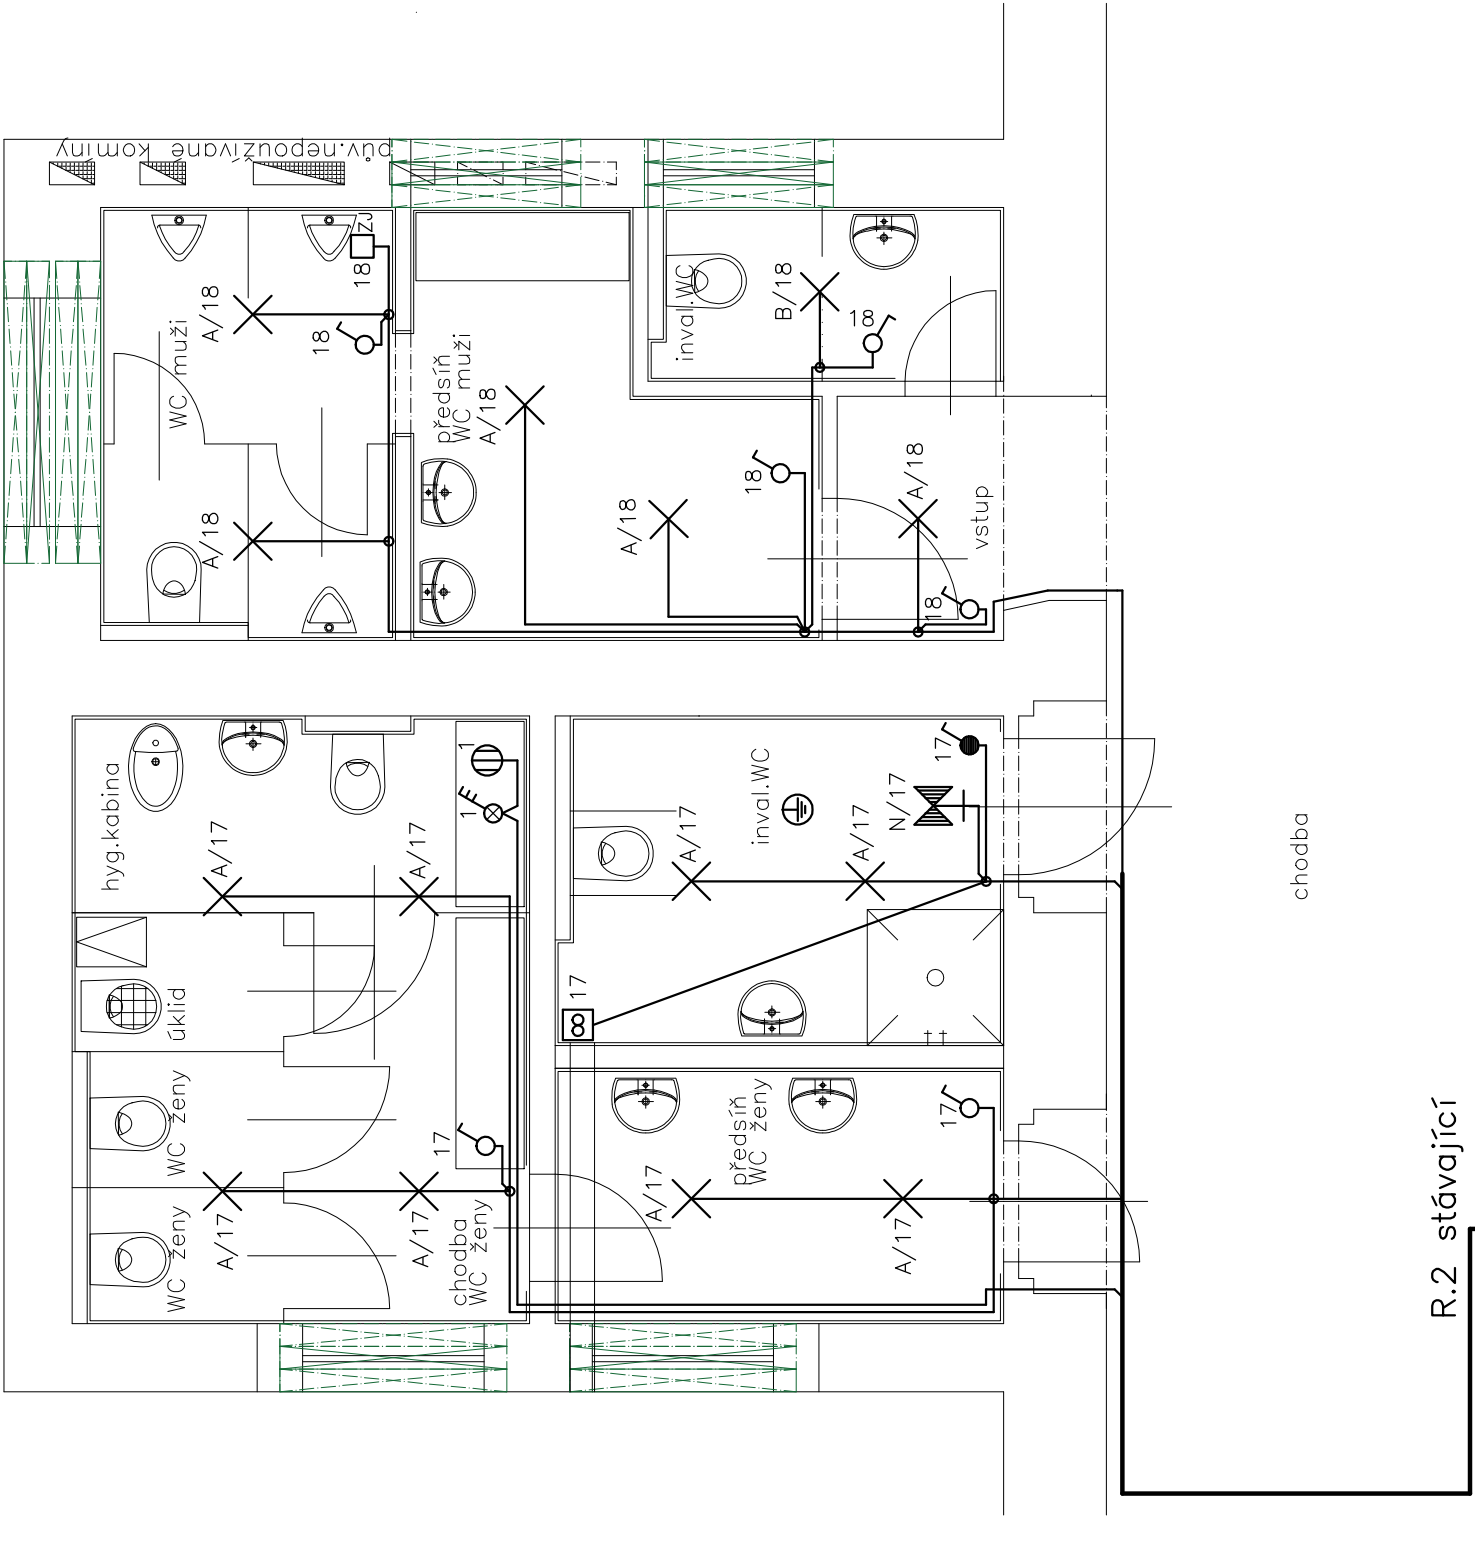 pův.nepoužívané komíny
WC muži
A/18
A/18
18
18
ZJ
předsíň
WC muži
A/18
A/18
18
inval.WC
B/18
18
A/18
vstup
18
hyg.kabina
A/17
A/17
1
1
úklid
WC ženy
WC ženy
A/17
A/17
17
chodba
WC ženy
inval.WC
A/17
A/17
N/17
17
17
8
předsíň
WC ženy
A/17
A/17
17
chodba
R.2 stávající